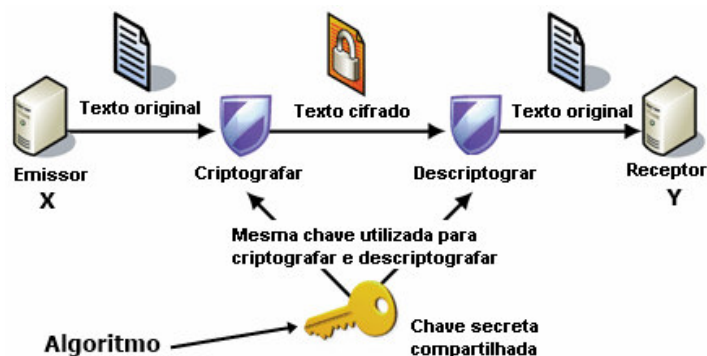 Texto original
Texto cifrado
Texto original
Emissor
X
Criptografar
Descriptograr
Receptor
Y
Mesma chave utilizada para
criptografar e descriptografar
Algoritmo
Chave secreta
compartilhada